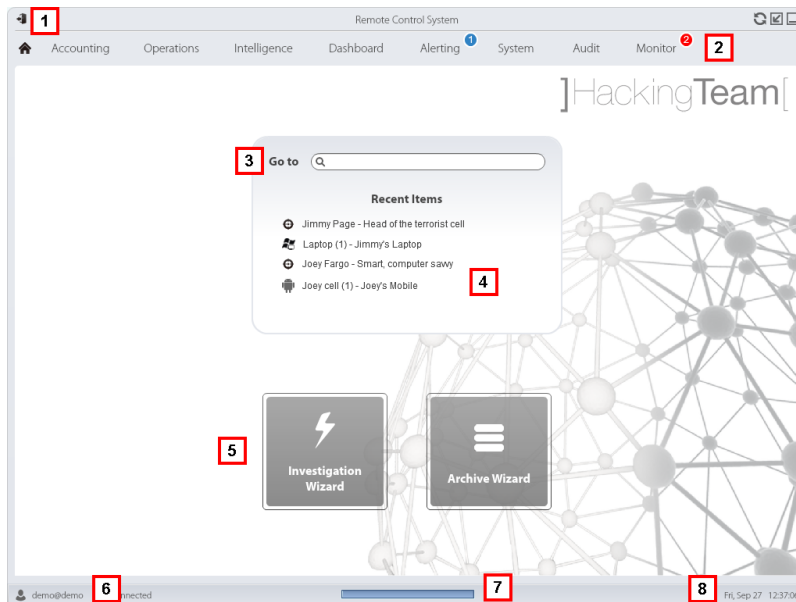 1
Remote Control System
Accounting Operations Intelligence Dashboard Alerting 1 System Audit Monitor 2 2
]HackingTeam[
3 Go to
Recent Items
Jimmy Page - Head of the terrorist cell
Laptop (1) - Jimmy's Laptop
Joey Fargo - Smart, computer savvy
4
Joey cell (1) - Joey's Mobile
5
Investigation
Wizard
Archive Wizard
demo@demo 6 7 8 Fri, Sep 27